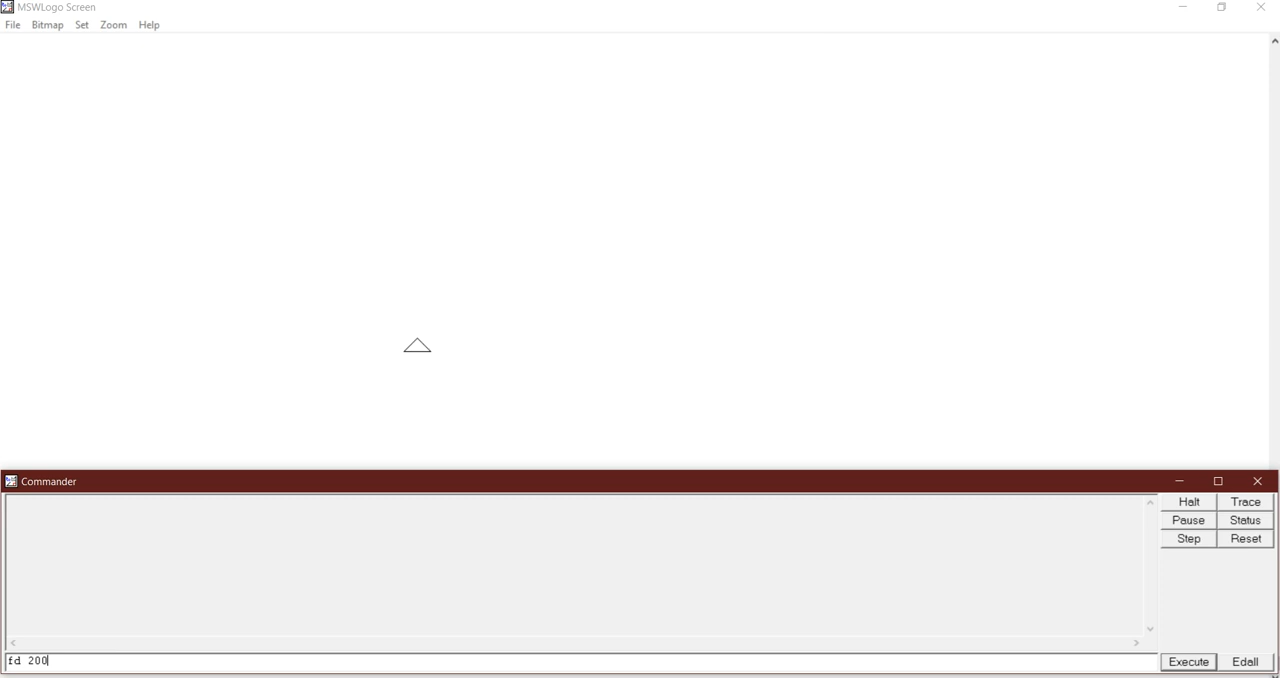 MSWLogo Screen
File Bitmap Set Zoom Help
Commander
Halt Trace
Pause Status
Step Reset
fd 200
Execute Edall